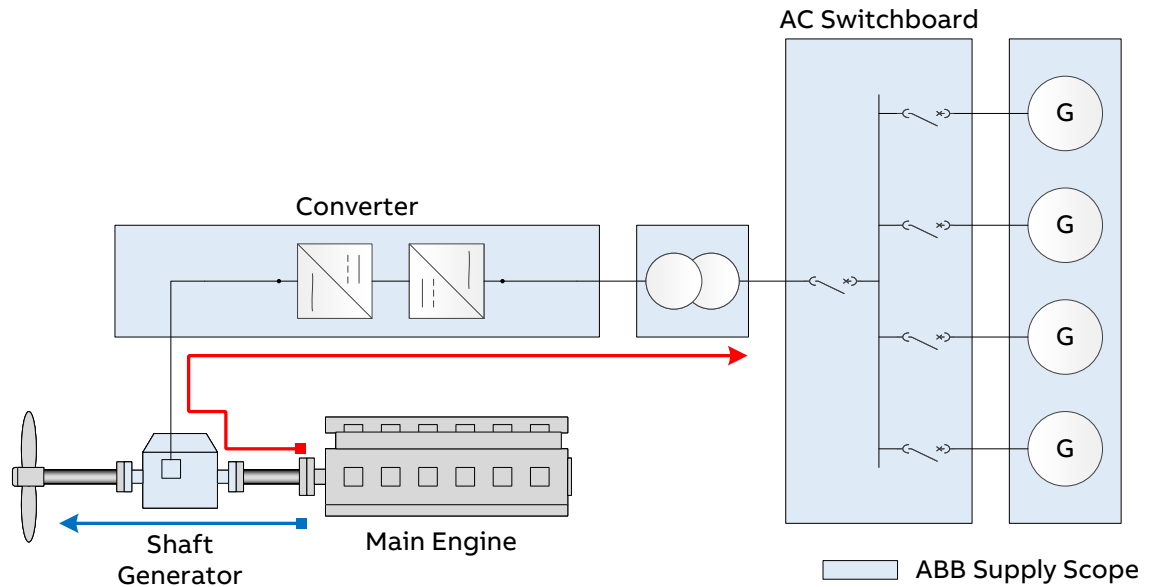 AC Switchboard
G
Converter
G
G
G
Main Engine
Shaft
Generator
ABB Supply Scope